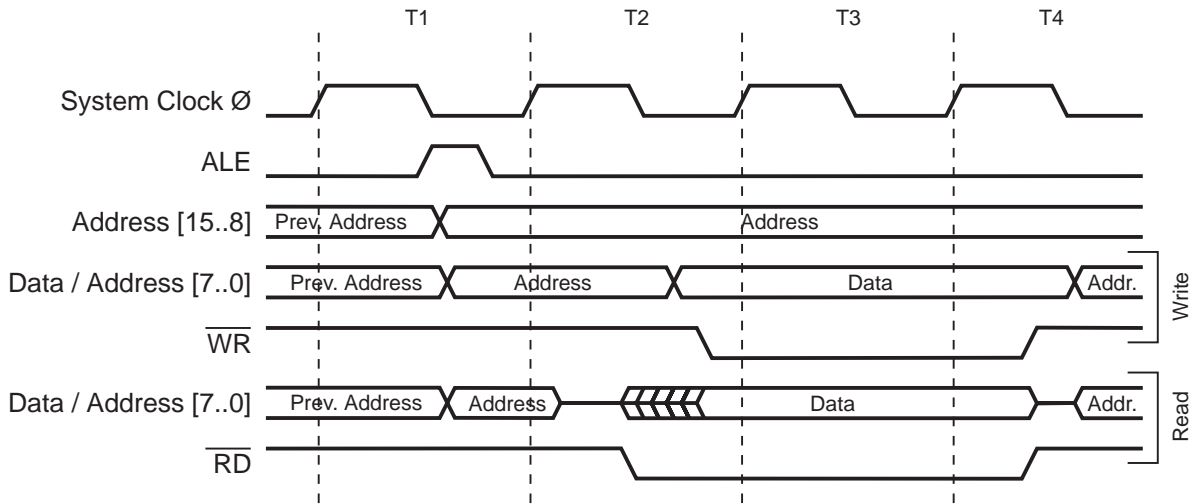 T1 T2 T3 T4
System Clock Ø
ALE
Address [15..8] Prev. Address Address
Data / Address [7..0] Prev. Address Address Data Addr.
WR
Write
Data / Address [7..0] Prev. Address Address Data Addr.
RD
Read